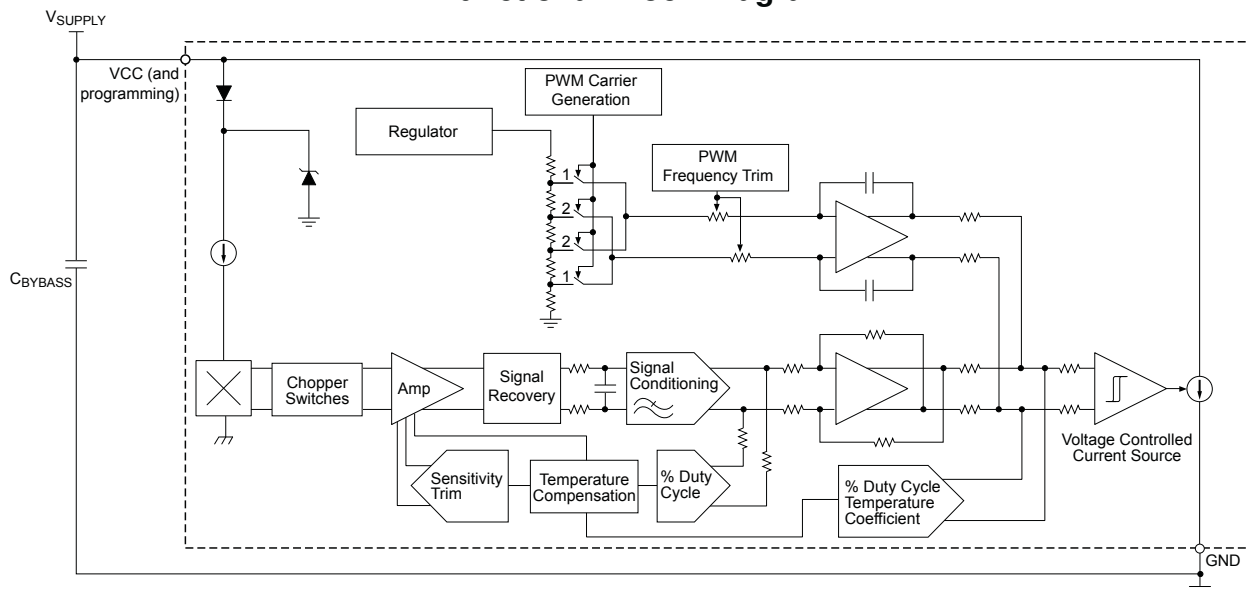 VSUPPLY
VCC (and
programming)
PWM Carrier
Generation
Regulator
PWM
Frequency Trim
1
2
2
1
CBYBASS
Chopper
Switches
Amp
Signal
Recovery
Signal
Conditioning
Sensitivity
Trim
Temperature
Compensation
% Duty
Cycle
% Duty Cycle
Temperature
Coefficient
Voltage Controlled
Current Source
GND